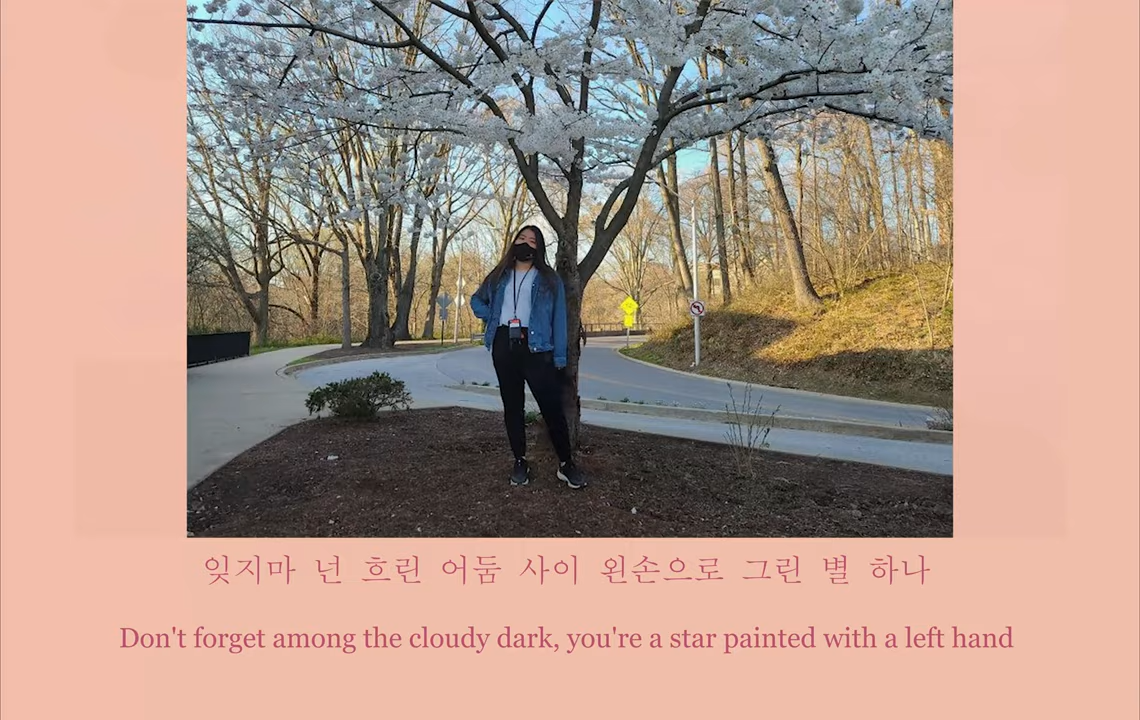 잊지마 넌 흐린 어둠 사이 왼손으로 그린 별 하나
Don't forget among the cloudy dark, you're a star painted with a left hand